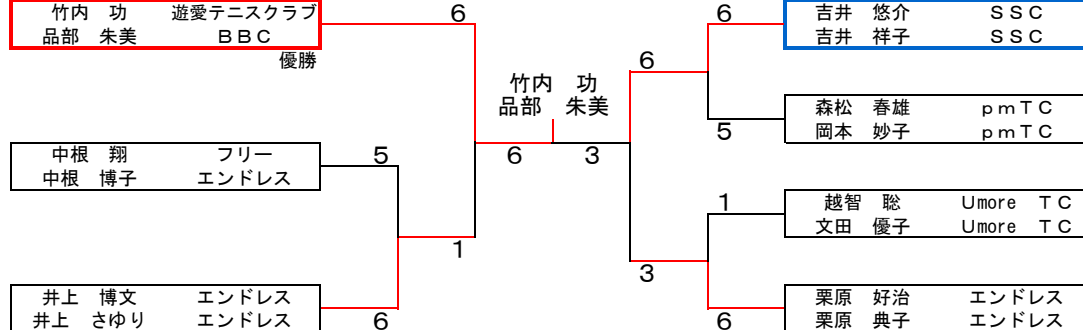 竹内　功　遊愛テニスクラブ
品部　朱美　ＢＢＣ
優勝
6
6
吉井　悠介　ＳＳＣ
吉井　祥子　ＳＳＣ
6
竹内　功
品部　朱美
森松　春雄　ｐｍＴＣ
岡本　妙子　ｐｍＴＣ
5
中根　翔　フリー
中根　博子　エンドレス
5
6
3
越智　聡　Ｕmore　ＴＣ
文田　優子　Ｕmore　ＴＣ
1
1
3
井上　博文　エンドレス
井上　さゆり　エンドレス
6
6
栗原　好治　エンドレス
栗原　典子　エンドレス